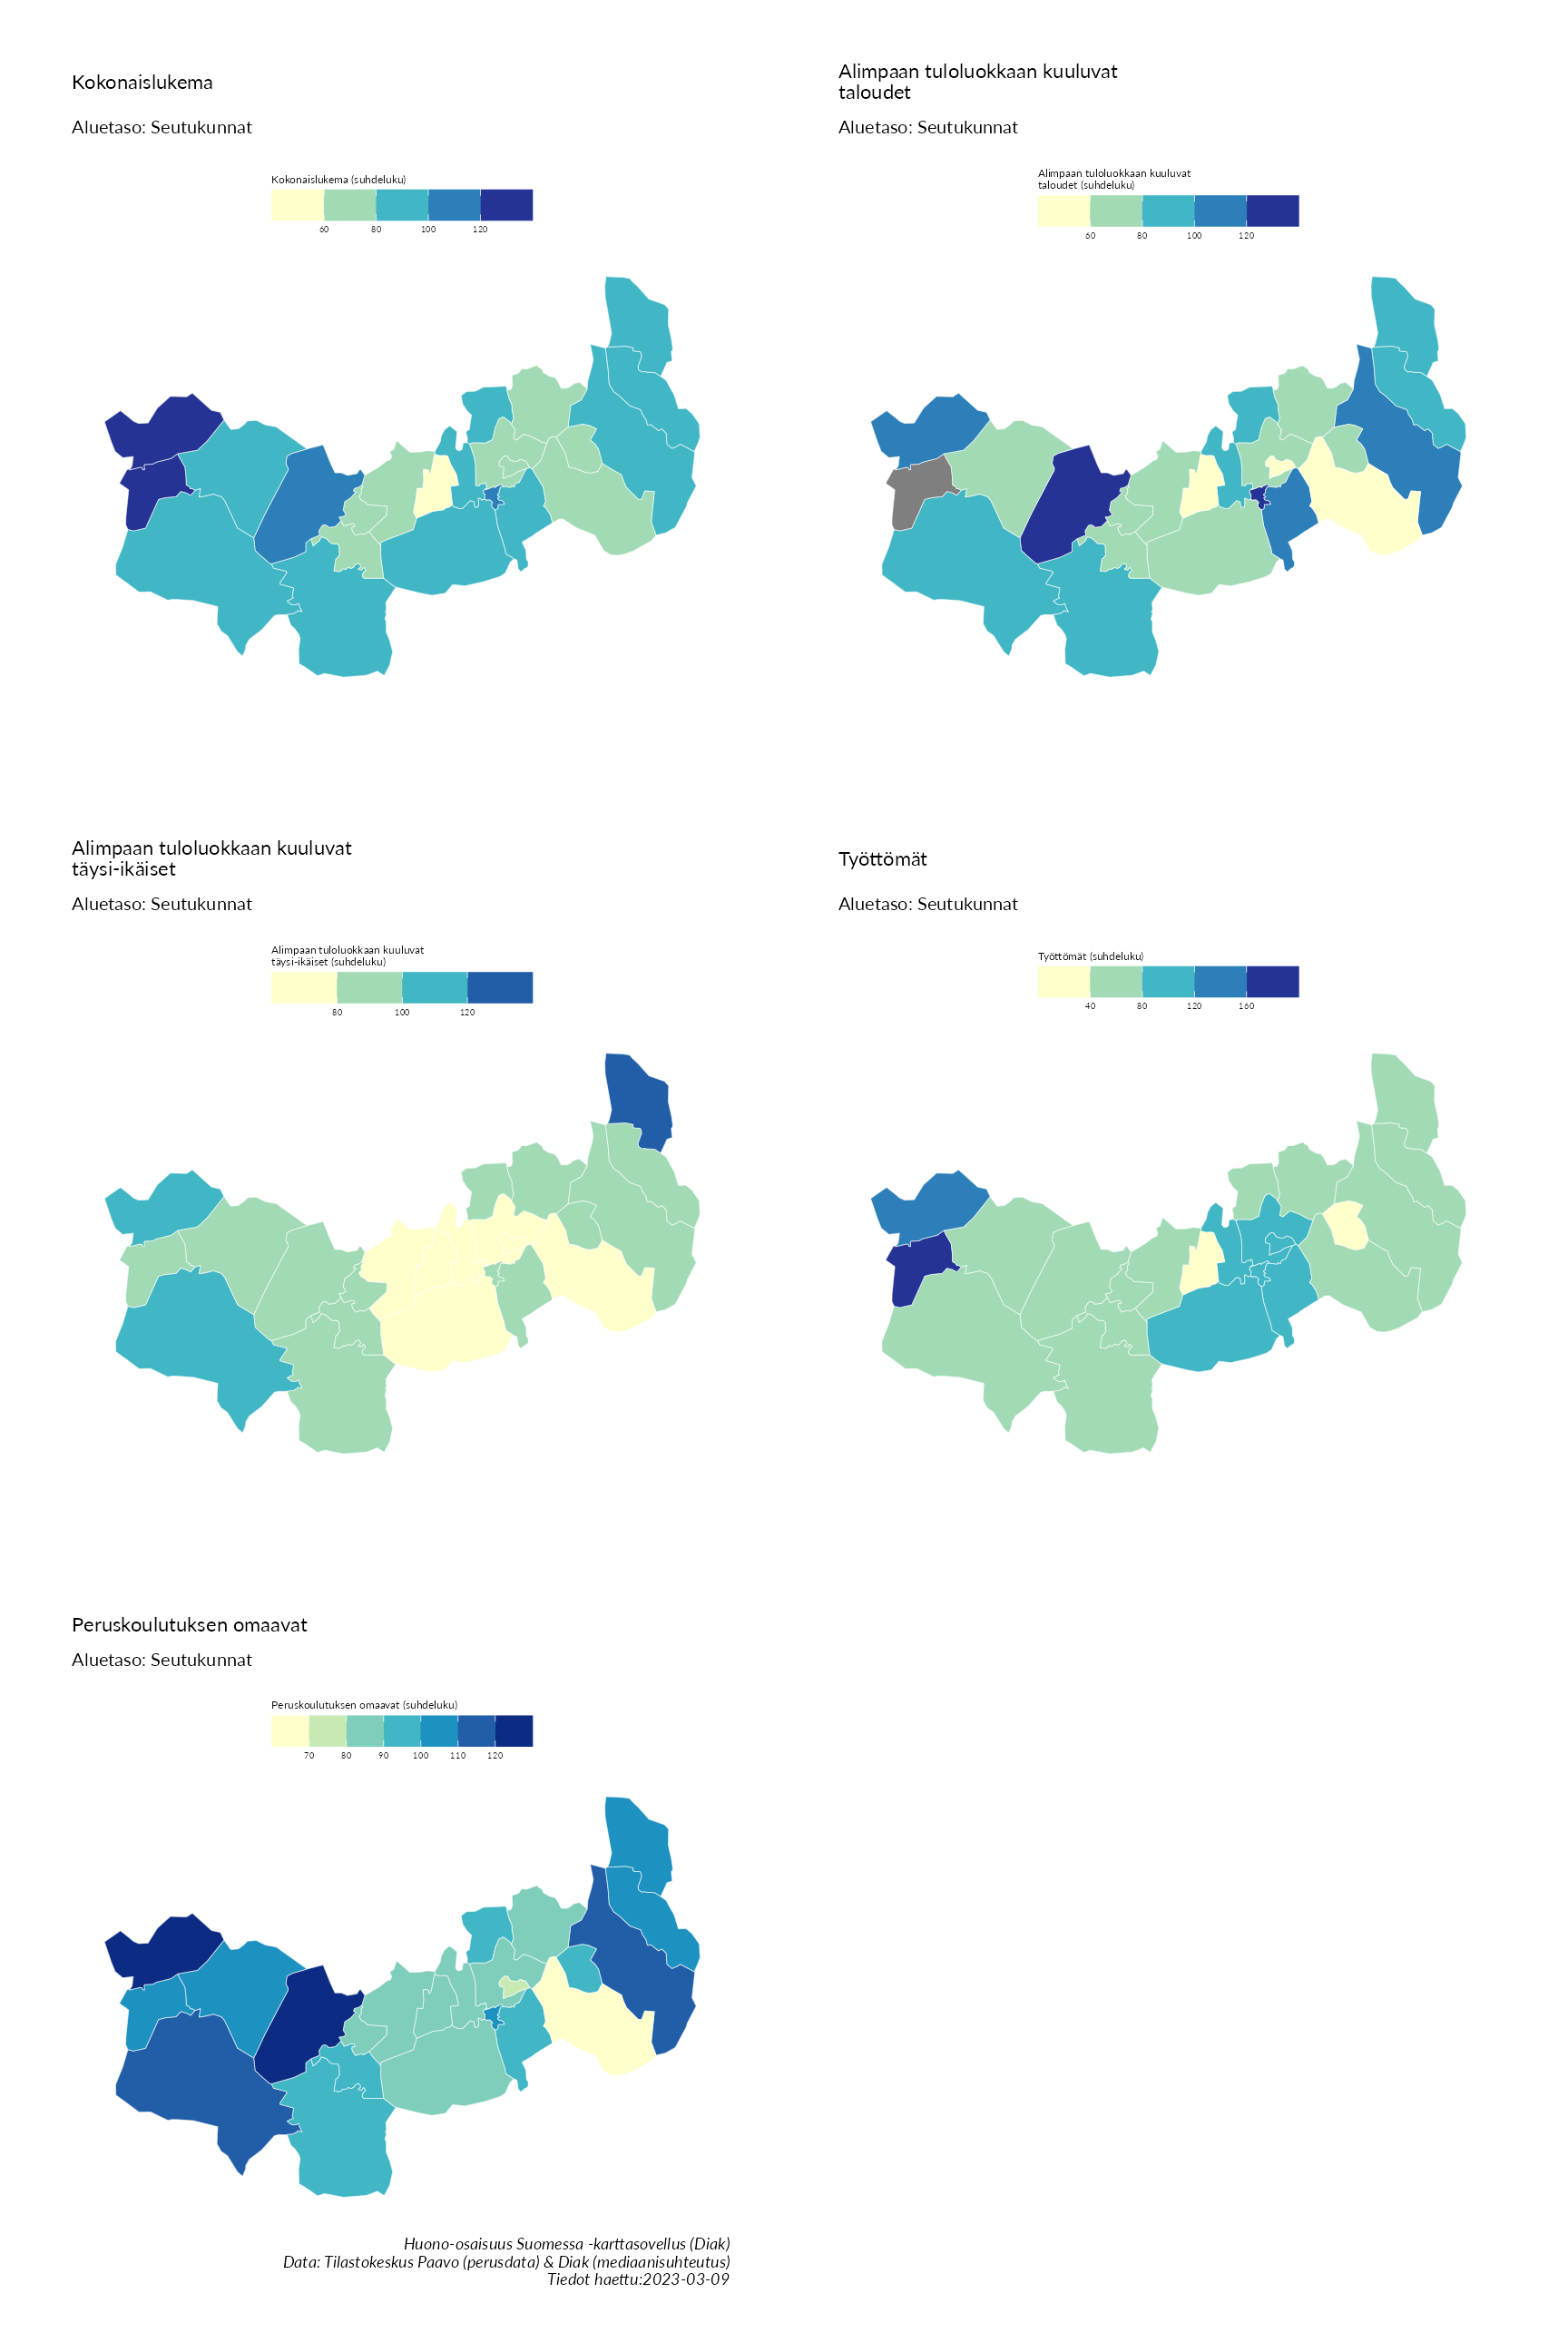 Kokonaislukema
Aluetaso: Seutukunnat
Kokonaislukema (suhdeluku)
60 80 100 120
Alimpaan tuloluokkaan kuuluvat
taloudet
Aluetaso: Seutukunnat
Alimpaan tuloluokkaan kuuluvat
taloudet (suhdeluku)
60 80 100 120
Alimpaan tuloluokkaan kuuluvat
täysi-ikäiset
Aluetaso: Seutukunnat
Alimpaan tuloluokkaan kuuluvat
täysi-ikäiset (suhdeluku)
80 100 120
Työttömät
Aluetaso: Seutukunnat
Työttömät (suhdeluku)
40 80 120 160
Peruskoulutuksen omaavat
Aluetaso: Seutukunnat
Peruskoulutuksen omaavat (suhdeluku)
70 80 90 100 110 120
Huono-osaisuus Suomessa -karttasovellus (Diak)
Data: Tilastokeskus Paavo (perusdata) & Diak (mediaanisuhteutus)
Tiedot haettu:2023-03-09